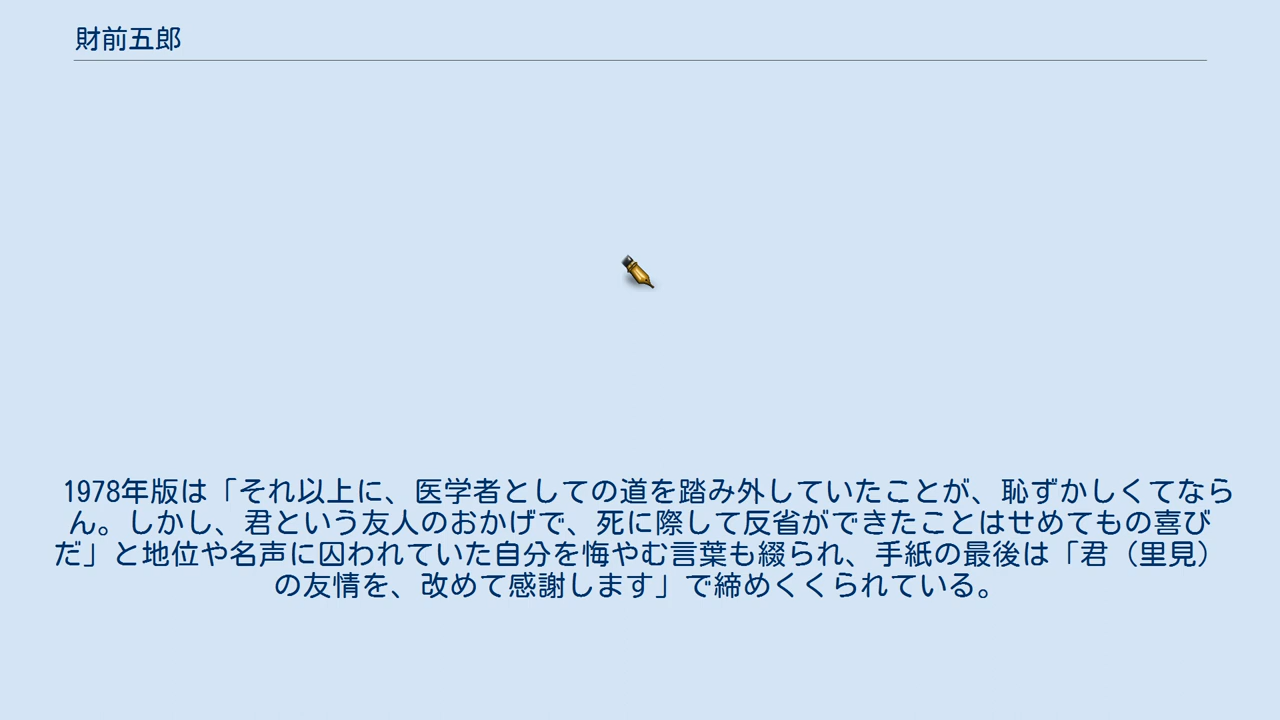 財前五郎
1978年版は「それ以上に、医学者としての道を踏み外していたことが、恥ずかしくてなら
ん。しかし、君という友人のおかげで、死に際して反省ができたことはせめてもの喜び
だ」と地位や名声に囚われていた自分を悔やむ言葉も綴られ、手紙の最後は「君（里見）
の友情を、改めて感謝します」で締めくくられている。